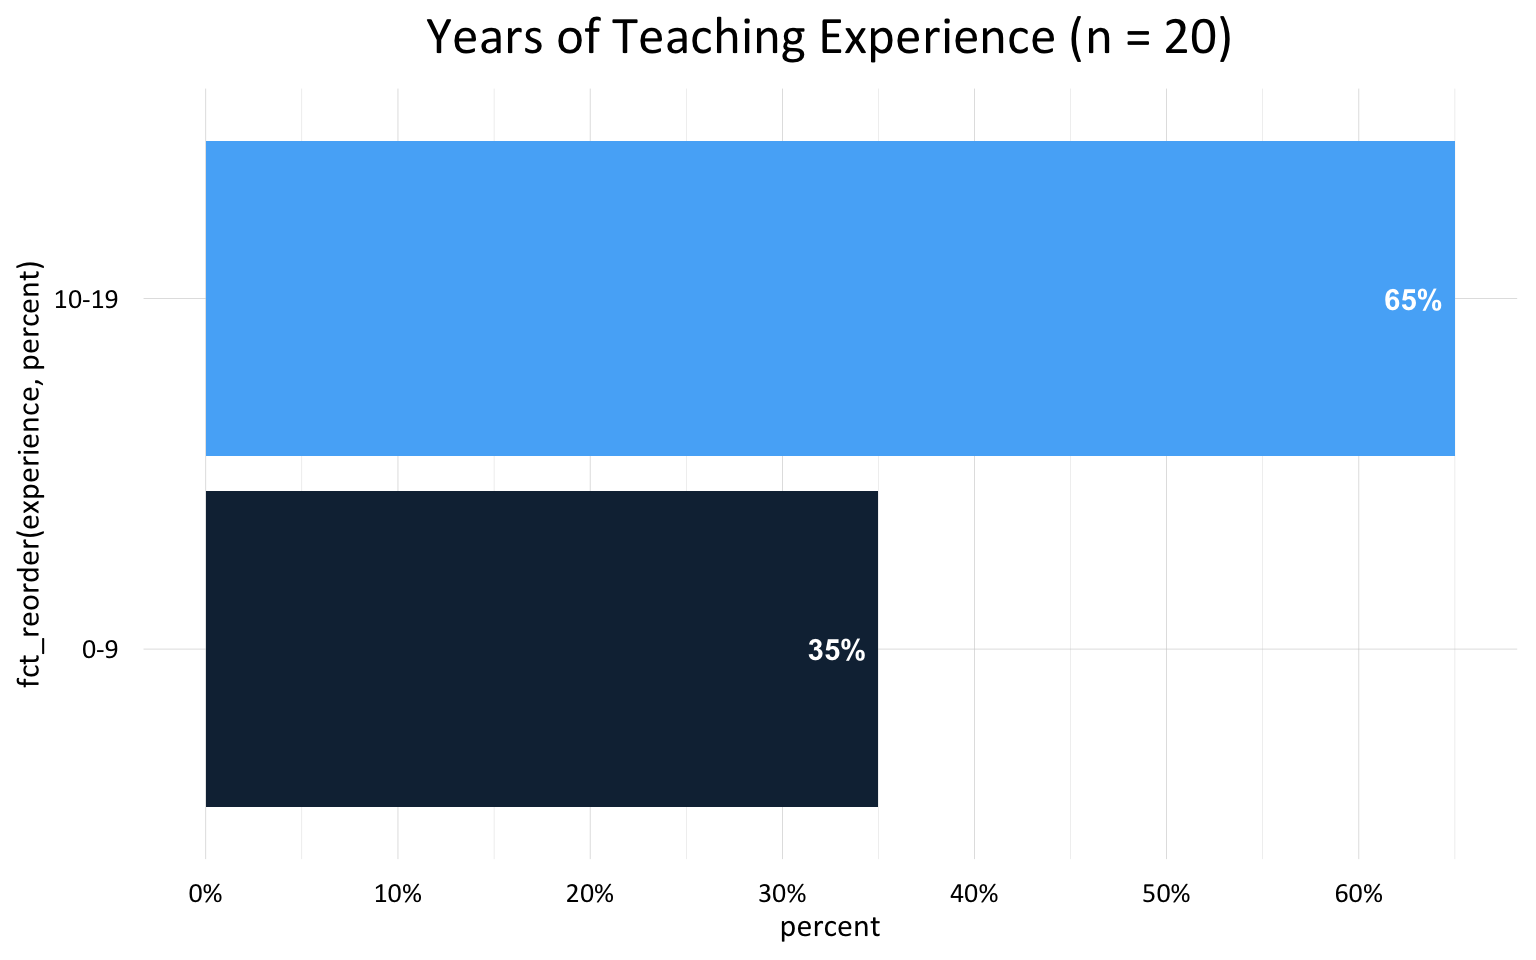 Years of Teaching Experience (n = 20)
fct_reorder(experience, percent)
10-19
65%
0-9
35%
0% 10% 20% 30% 40% 50% 60%
percent